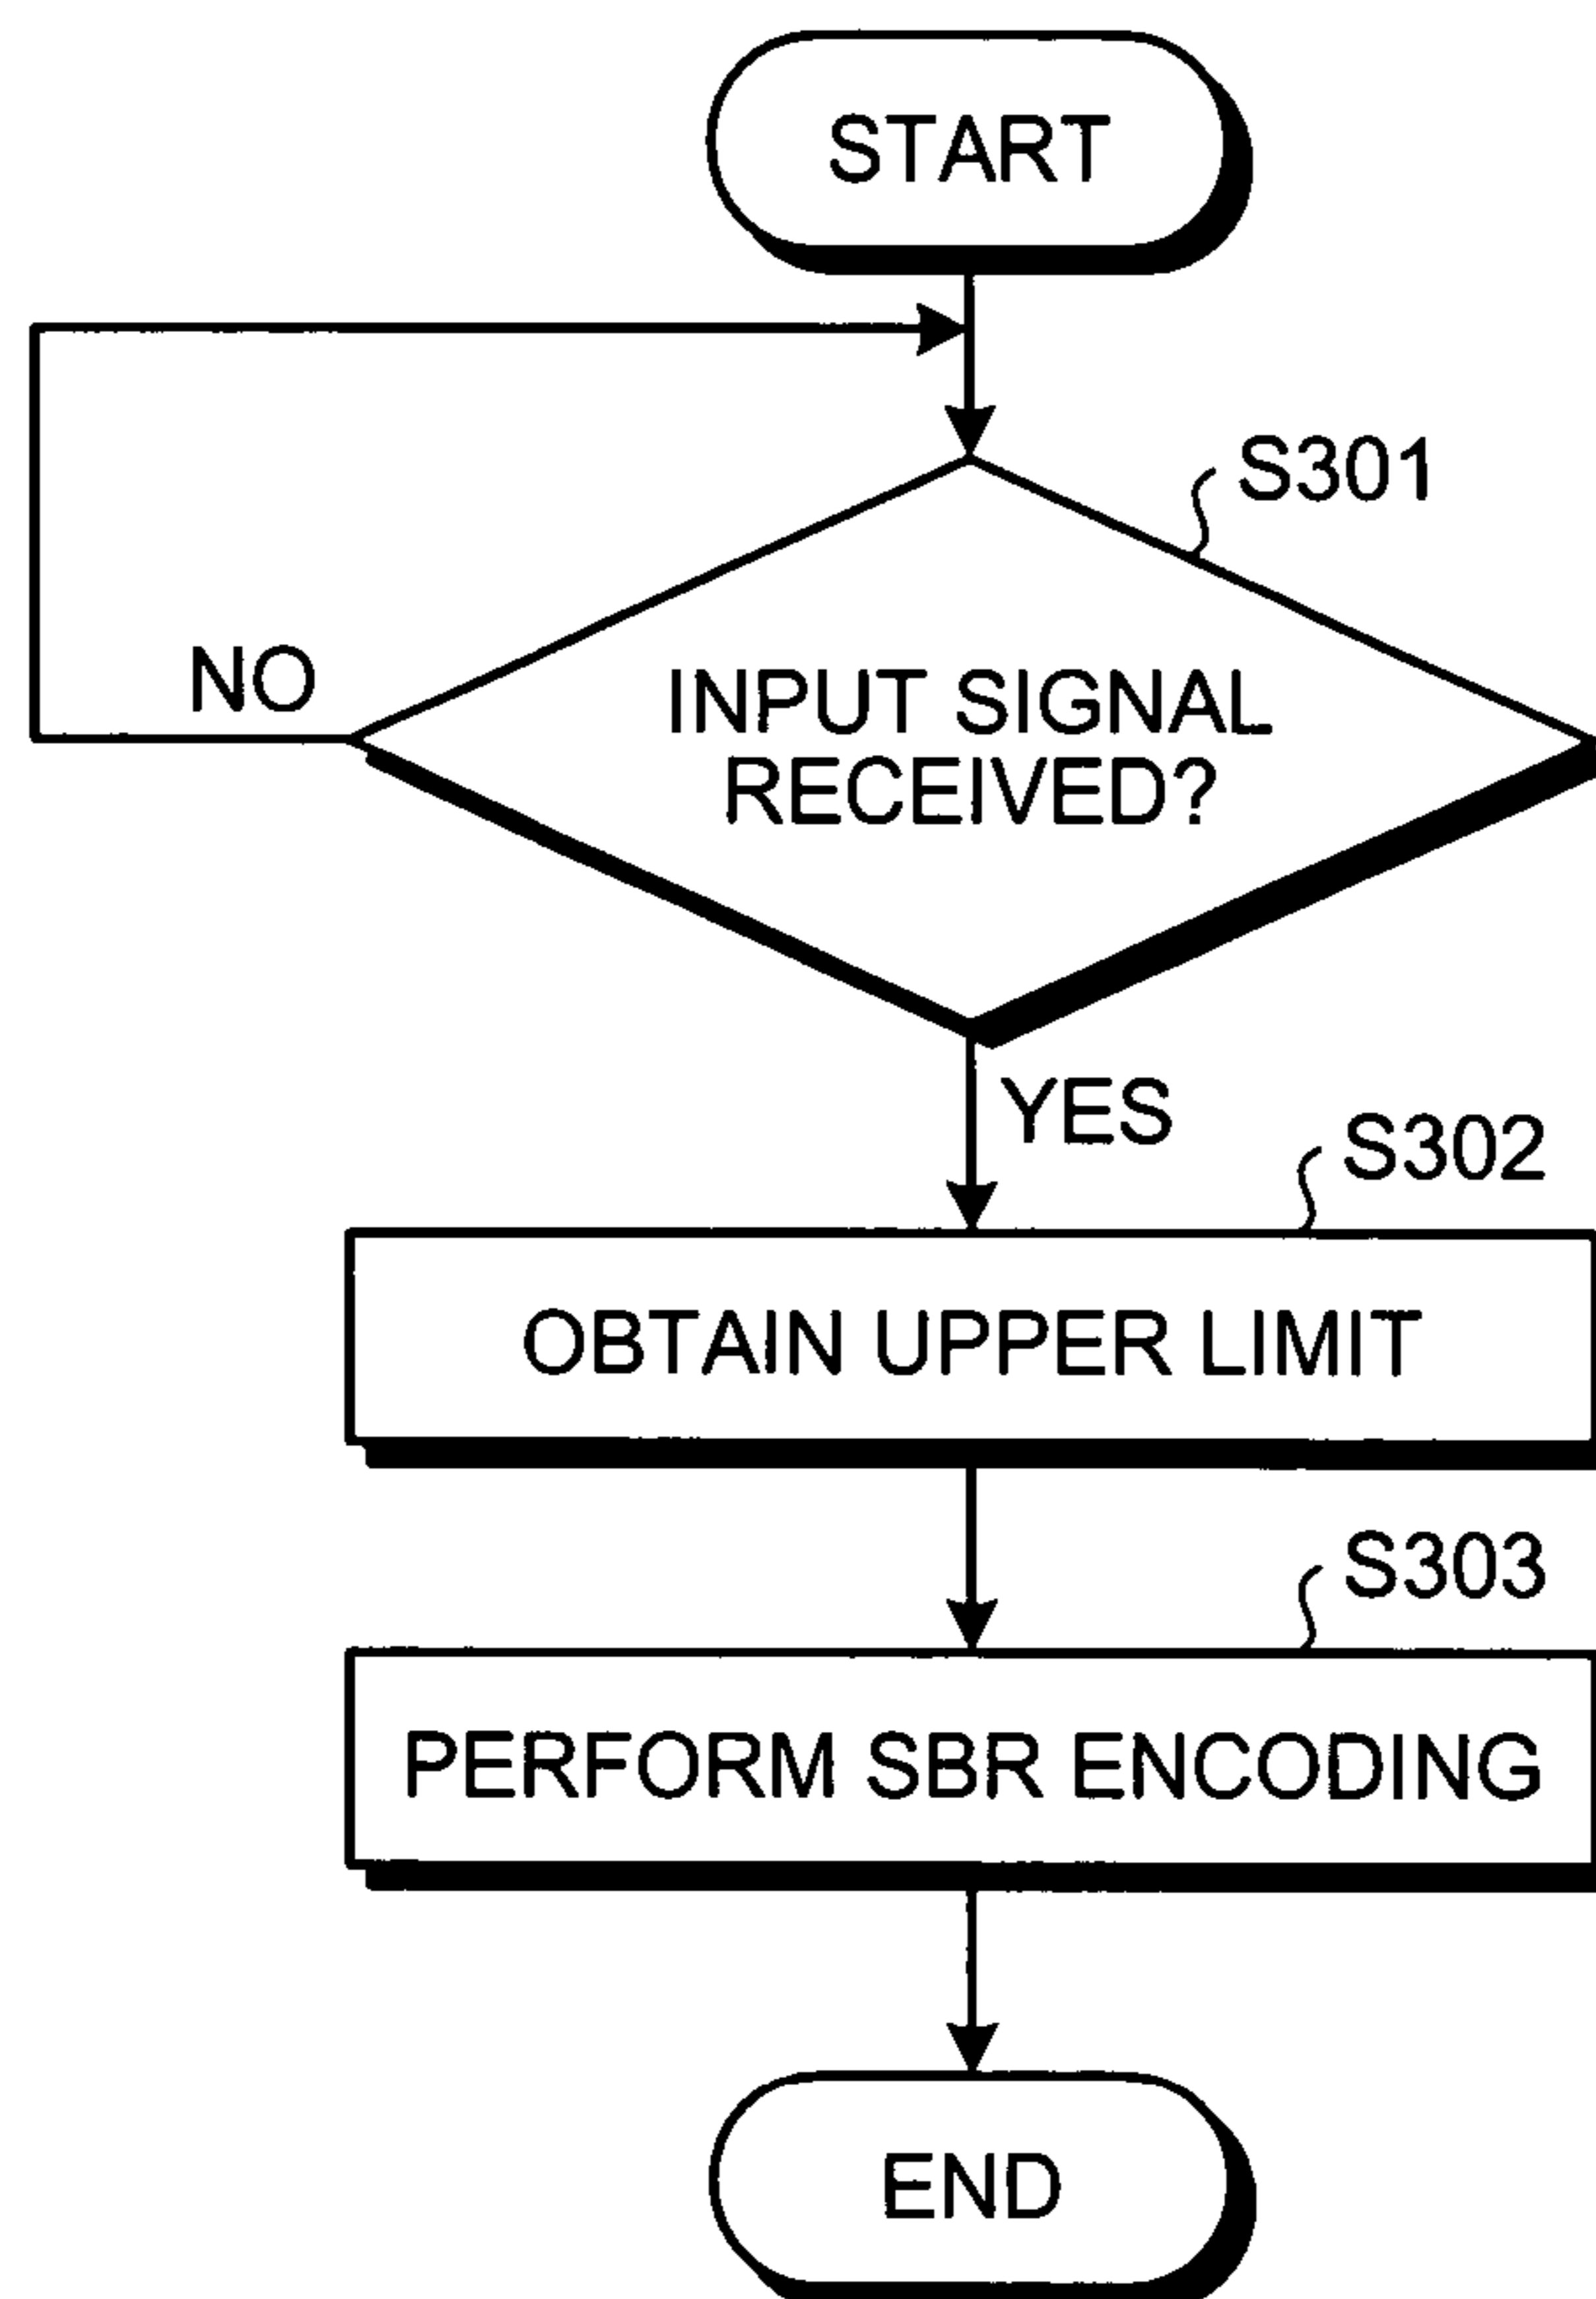 START
S301
NO
INPUT SIGNAL
RECEIVED?
YES
S302
OBTAIN UPPER LIMIT
S303
PERFORM SBR ENCODING
END